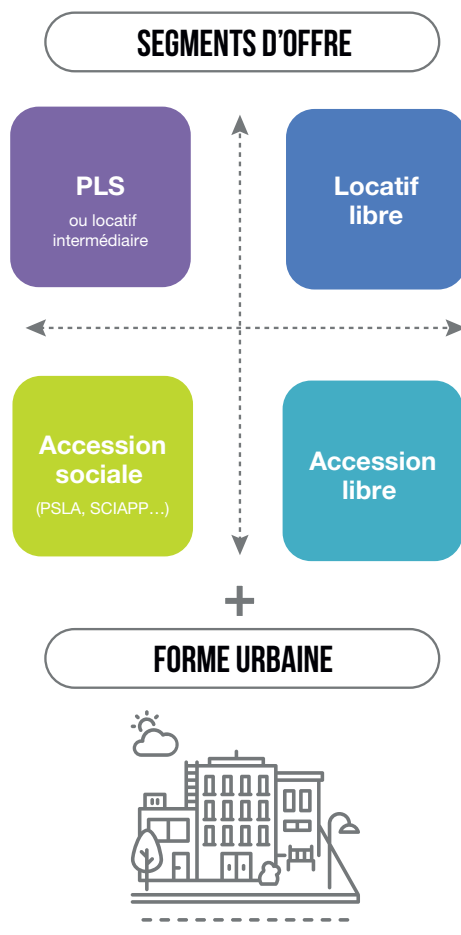 SEGMENTS D'OFFRE
PLS
ou locatif
intermédiaire
Locatif
libre
Accession
sociale
(PSLA, SCIAPP…)
Accession
libre
+
FORME URBAINE